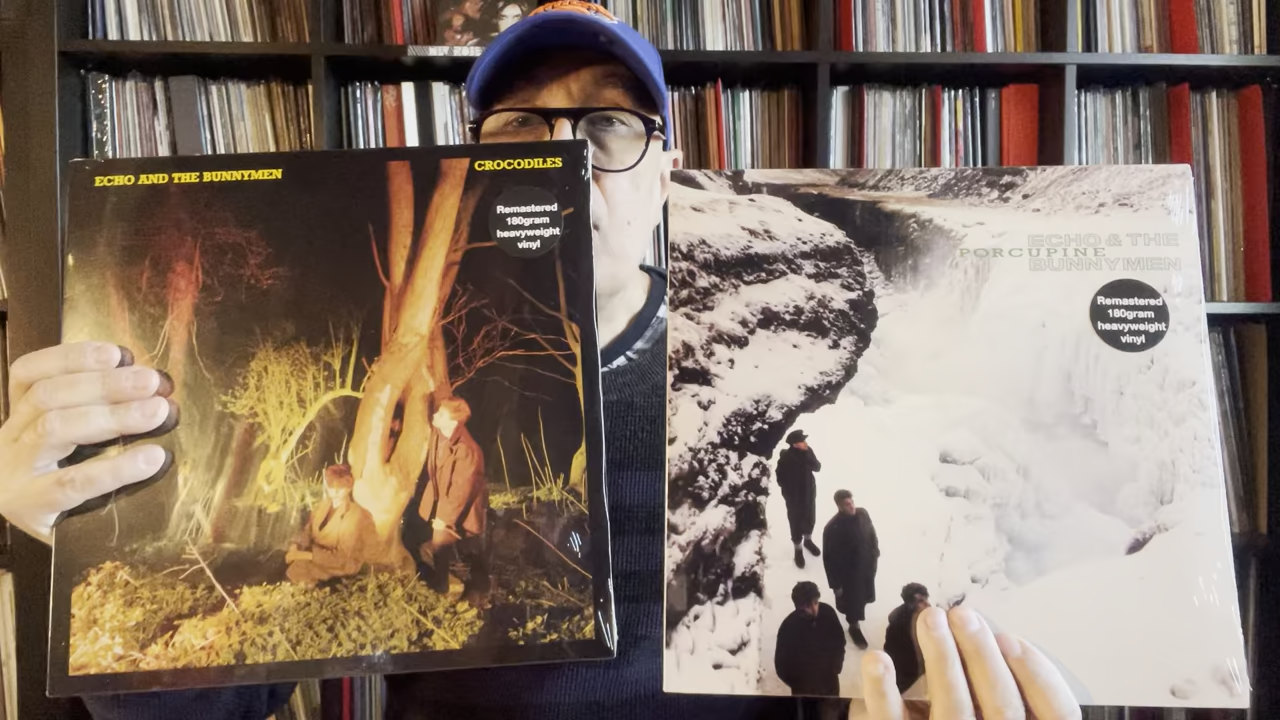 ECHO AND THE BUNNYMEN
CROCODILES
Remastered
180gram
heavyweight
vinyl
ECHO & THE
PORCUPINE
BUNNYMEN
Remastered
180gram
heavyweight
vinyl